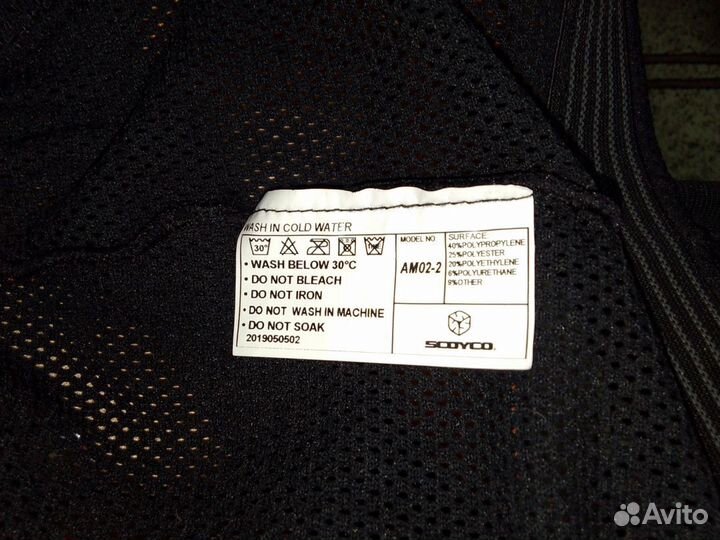 WASH IN COLD WATER
30°
• WASH BELOW 30°C
• DO NOT BLEACH
• DO NOT IRON
• DO NOT WASH IN MACHINE
• DO NOT SOAK
2019050502
MODEL NO
AM02-2
SURFACE
40%POLYPROPYLENE
25%POLYESTER
20%POLYETHYLENE
6%POLYURETHANE
9%OTHER
SCOYCO
Avito